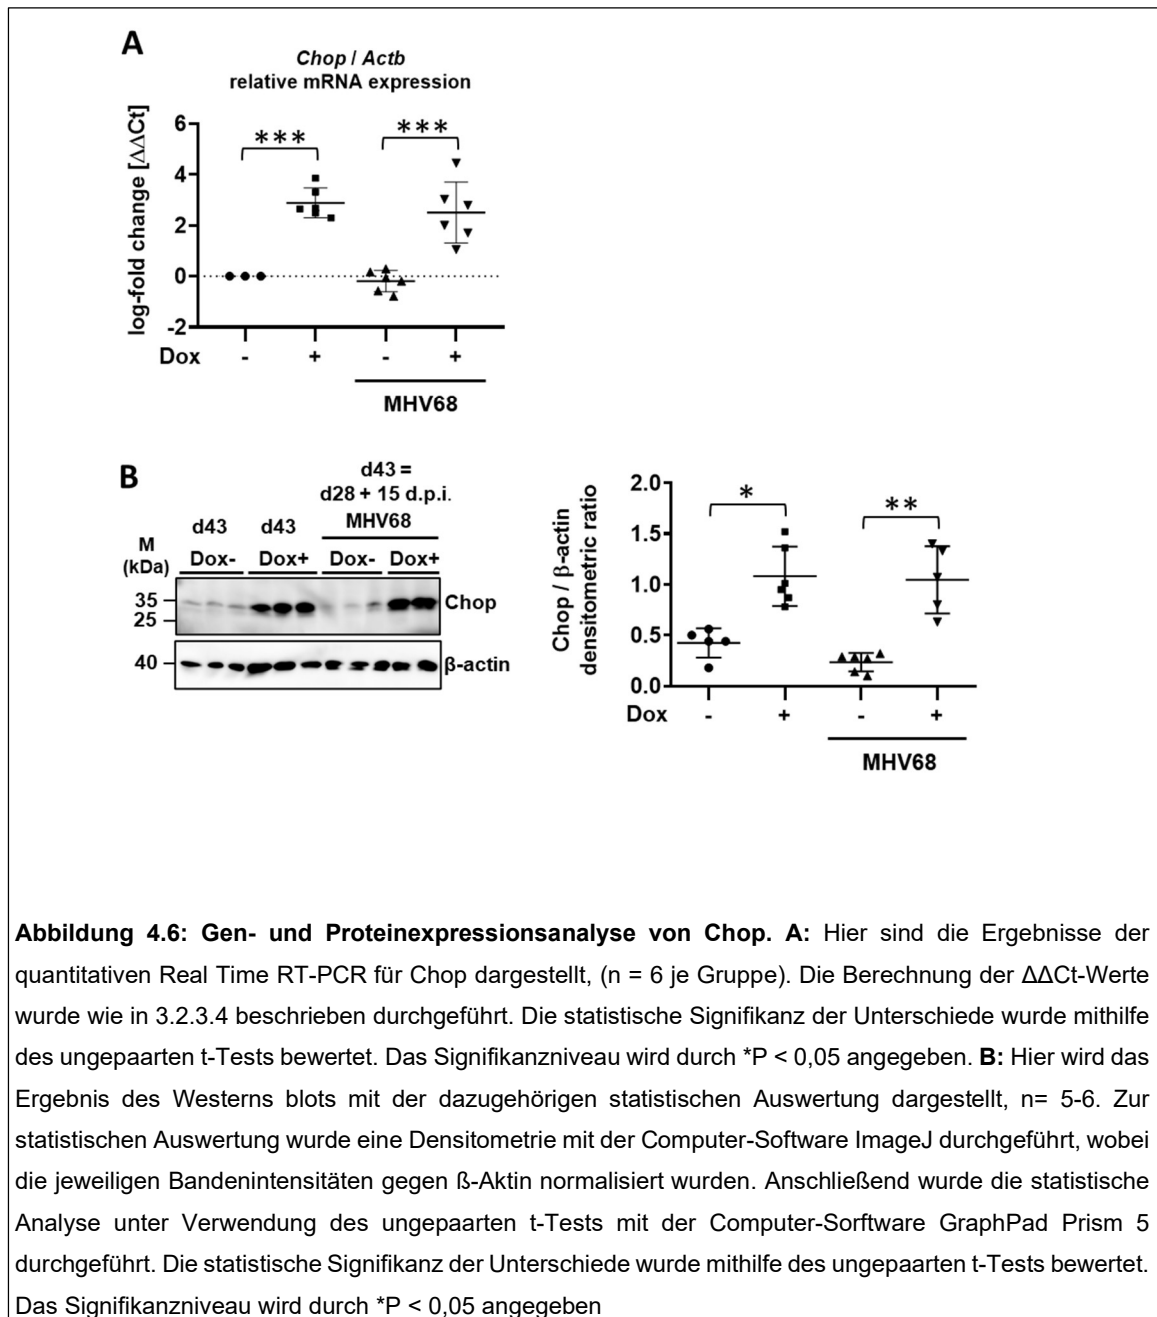 A
Chop / Actb
relative mRNA expression
log-fold change [ΔΔCt]
6
4
2
0
-2
***
***
Dox - + - +
MHV68
B
d43 =
d28 + 15 d.p.i.
d43 d43 MHV68
M
(kDa)
Dox- Dox+ Dox- Dox+
35
25
Chop
40
β-actin
Chop / β-actin
densitometric ratio
2.0
1.5
1.0
0.5
0.0
*
**
Dox - + - +
MHV68
Abbildung 4.6: Gen- und Proteinexpressionsanalyse von Chop. A: Hier sind die Ergebnisse der
quantitativen Real Time RT-PCR für Chop dargestellt, (n = 6 je Gruppe). Die Berechnung der ΔΔCt-Werte
wurde wie in 3.2.3.4 beschrieben durchgeführt. Die statistische Signifikanz der Unterschiede wurde mithilfe
des ungepaarten t-Tests bewertet. Das Signifikanzniveau wird durch *P < 0,05 angegeben. B: Hier wird das
Ergebnis des Westerns blots mit der dazugehörigen statistischen Auswertung dargestellt, n= 5-6. Zur
statistischen Auswertung wurde eine Densitometrie mit der Computer-Software ImageJ durchgeführt, wobei
die jeweiligen Bandenintensitäten gegen ß-Aktin normalisiert wurden. Anschließend wurde die statistische
Analyse unter Verwendung des ungepaarten t-Tests mit der Computer-Sorftware GraphPad Prism 5
durchgeführt. Die statistische Signifikanz der Unterschiede wurde mithilfe des ungepaarten t-Tests bewertet.
Das Signifikanzniveau wird durch *P < 0,05 angegeben